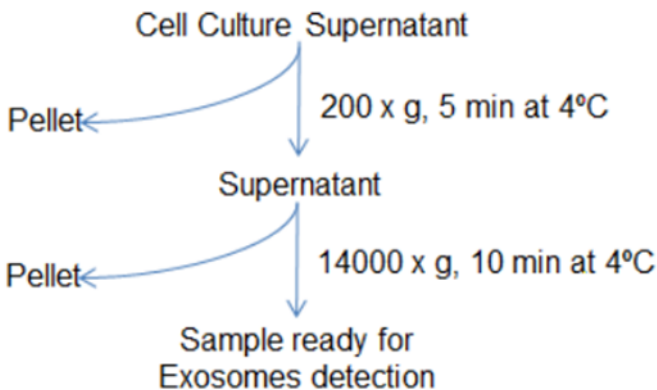 Cell Culture Supernatant
200 x g, 5 min at 4ºC
Pellet
Supernatant
14000 x g, 10 min at 4ºC
Pellet
Sample ready for
Exosomes detection